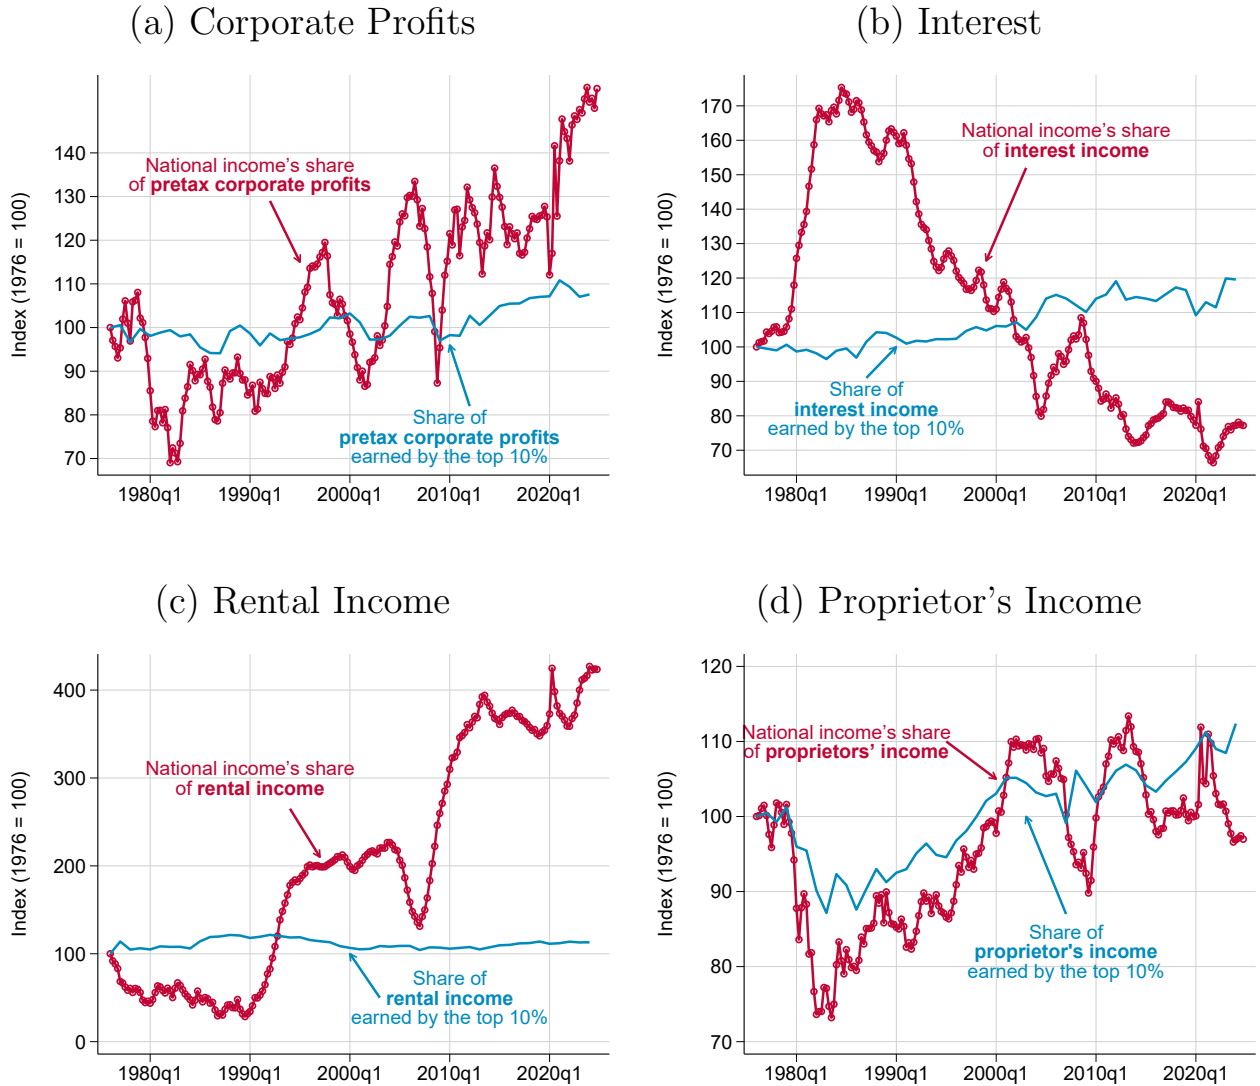 (a) Corporate Profits
Index (1976 = 100)
140
130
120
110
100
90
80
70
National income’s share
of pretax corporate profits
Share of
pretax corporate profits
earned by the top 10%
1980q1 1990q1 2000q1 2010q1 2020q1
(b) Interest
Index (1976 = 100)
170
160
150
140
130
120
110
100
90
80
70
National income’s share
of interest income
Share of
interest income
earned by the top 10%
1980q1 1990q1 2000q1 2010q1 2020q1
(c) Rental Income
Index (1976 = 100)
400
300
200
100
0
National income’s share
of rental income
Share of
rental income
earned by the top 10%
1980q1 1990q1 2000q1 2010q1 2020q1
(d) Proprietor’s Income
Index (1976 = 100)
120
110
100
90
80
70
National income’s share
of proprietors’ income
Share of
proprietor's income
earned by the top 10%
1980q1 1990q1 2000q1 2010q1 2020q1